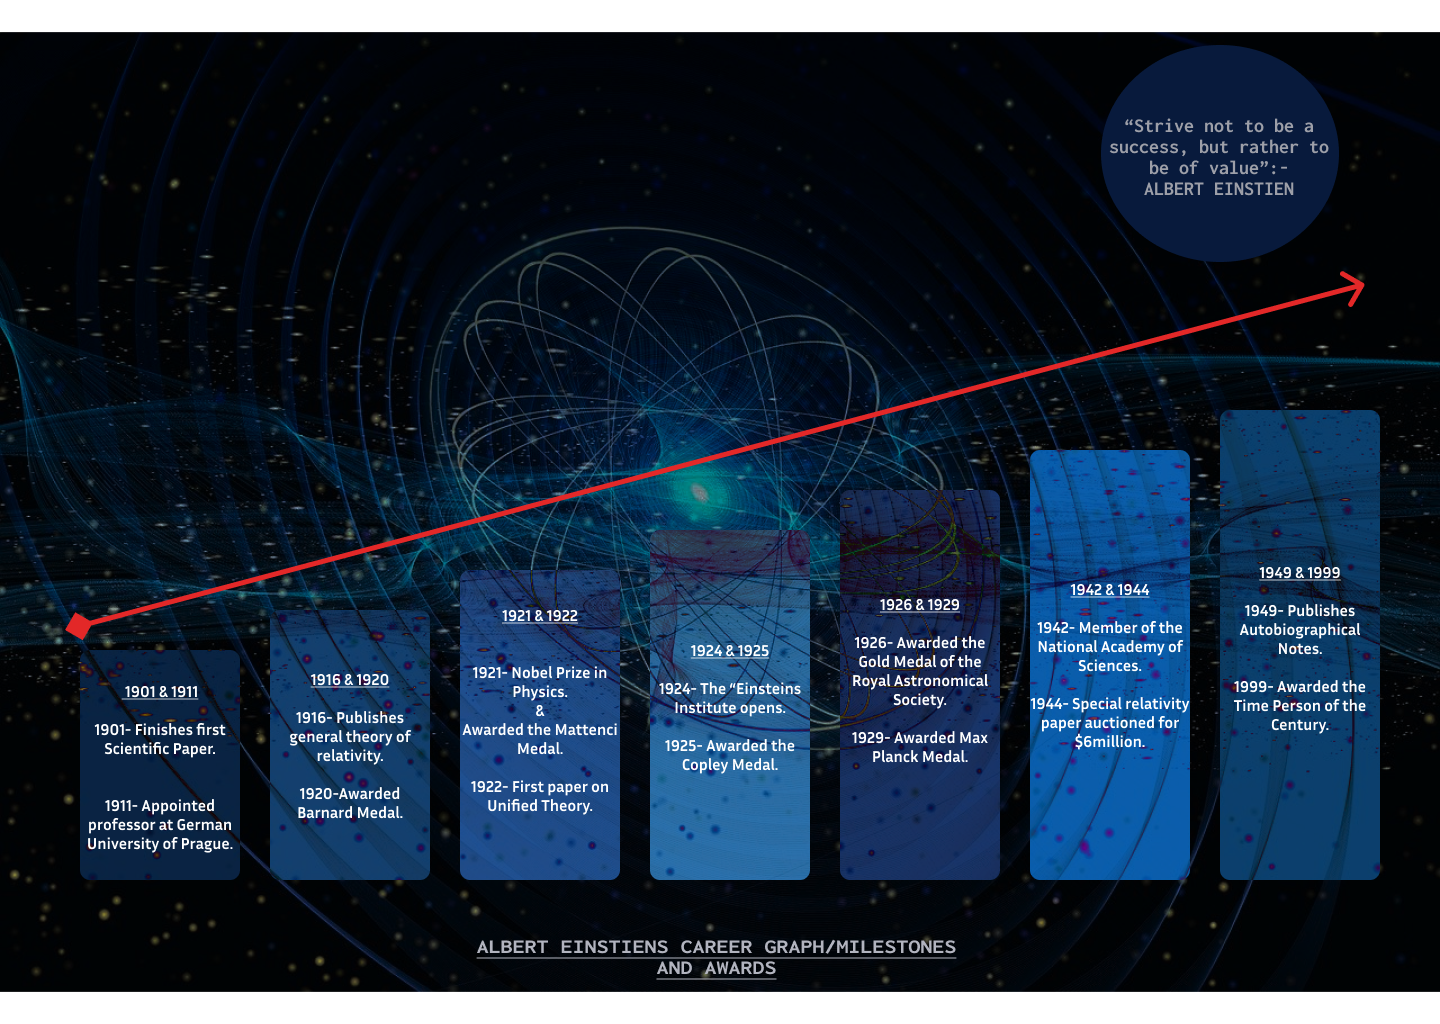 “Strive not to be a
success, but rather to
be of value”:-
ALBERT EINSTIEN
1901 & 1911
1901- Finishes first
Scientific Paper.
1911- Appointed
professor at German
University of Prague.
1916 & 1920
1916- Publishes
general theory of
relativity.
1920-Awarded
Barnard Medal.
1921 & 1922
1921- Nobel Prize in
Physics.
&
Awarded the Mattenci
Medal.
1922- First paper on
Unified Theory.
1924 & 1925
1924- The “Einsteins
Institute opens.
1925- Awarded the
Copley Medal.
1926 & 1929
1926- Awarded the
Gold Medal of the
Royal Astronomical
Society.
1929- Awarded Max
Planck Medal.
1942 & 1944
1942- Member of the
National Academy of
Sciences.
1944- Special relativity
paper auctioned for
$6million.
1949 & 1999
1949- Publishes
Autobiographical
Notes.
1999- Awarded the
Time Person of the
Century.
ALBERT EINSTIENS CAREER GRAPH/MILESTONES
AND AWARDS